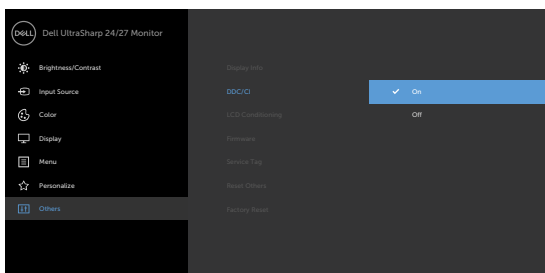 DELL Dell UltraSharp 24/27 Monitor
Brightness/Contrast
Display Info
Input Source
DDC/CI
On
Color
LCD Conditioning
Off
Display
Firmware
Menu
Service Tag
Personalize
Reset Others
Others
Factory Reset